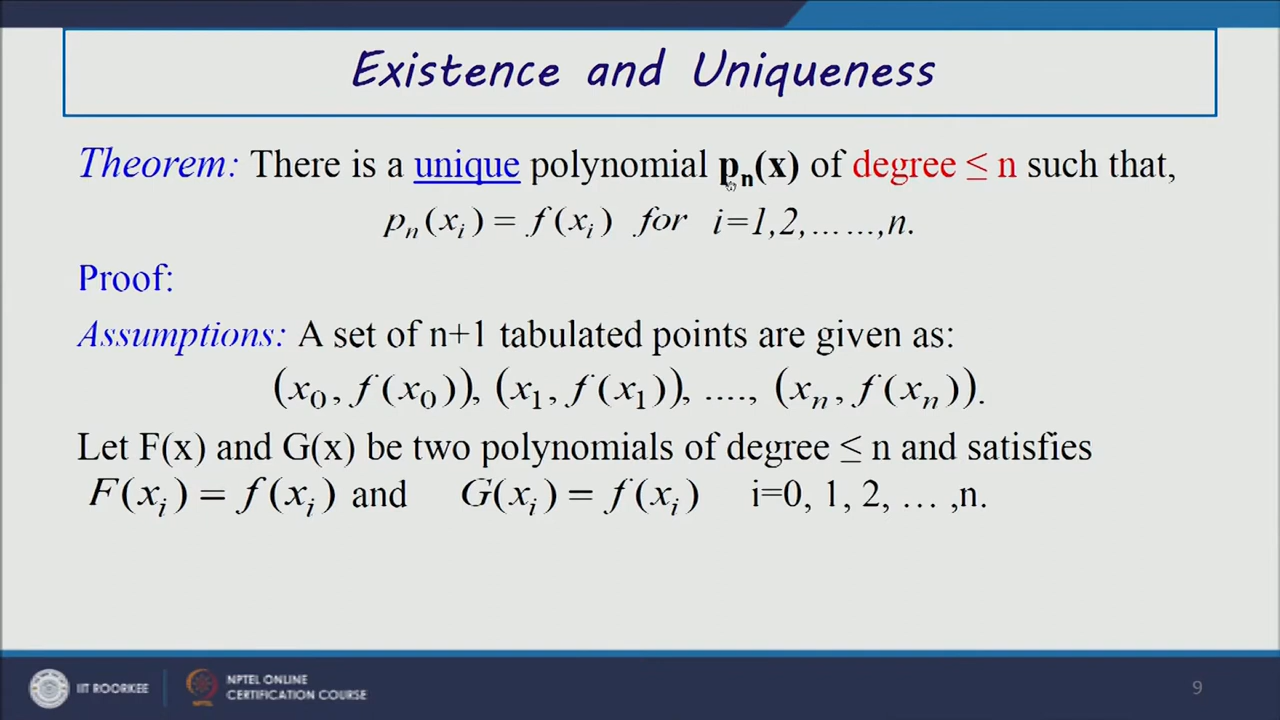 Existence and Uniqueness
Theorem: There is a unique polynomial pₙ(x) of degree ≤ n such that,
pₙ(xᵢ) = f(xᵢ) for i=1,2,……,n.
Proof:
Assumptions: A set of n+1 tabulated points are given as:
(x₀, f(x₀)), (x₁, f(x₁)), ...., (xₙ, f(xₙ)).
Let F(x) and G(x) be two polynomials of degree ≤ n and satisfies
F(xᵢ) = f(xᵢ) and G(xᵢ) = f(xᵢ) i=0, 1, 2, … ,n.
IIT ROORKEE
NPTEL ONLINE
CERTIFICATION COURSE
9